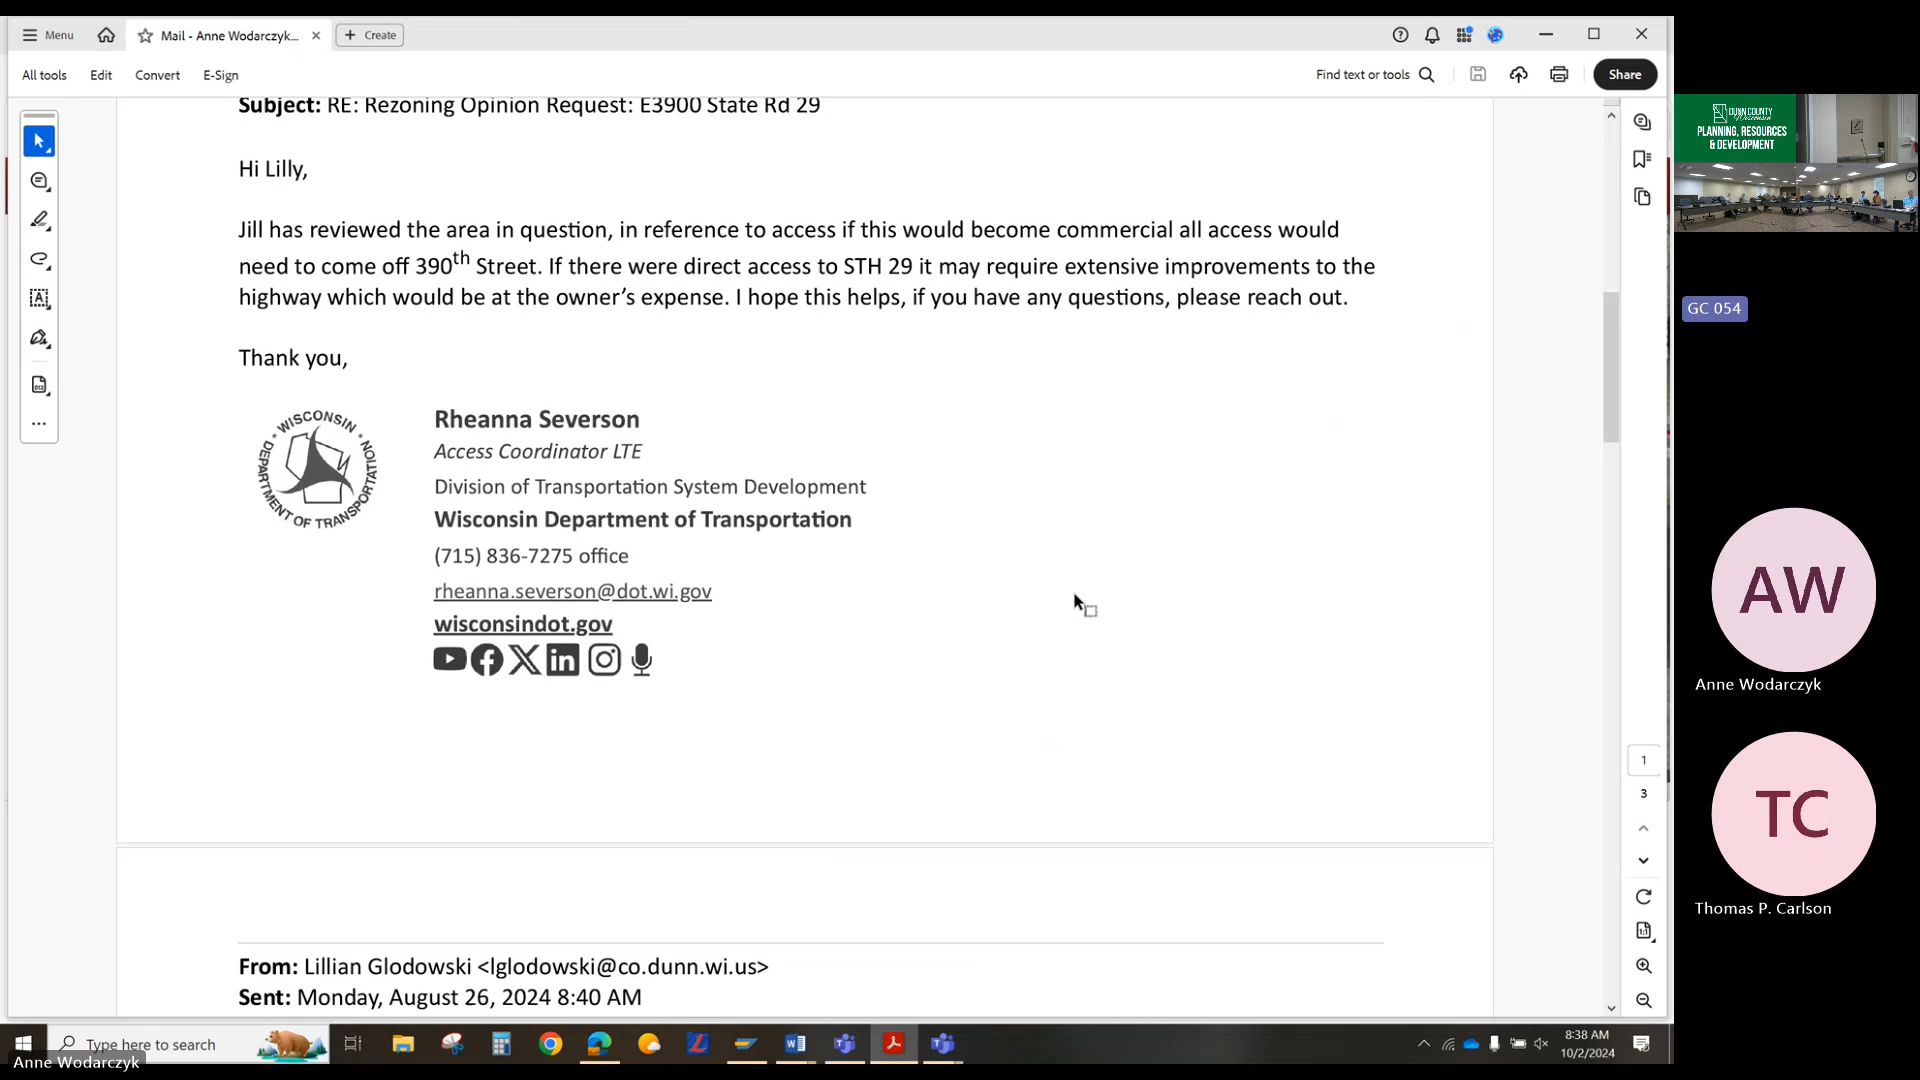 Menu
Mail - Anne Wodarczyk...
Create
All tools
Edit
Convert
E-Sign
Find text or tools
Share
Subject: RE: Rezoning Opinion Request: E3900 State Rd 29
Hi Lilly,
Jill has reviewed the area in question, in reference to access if this would become commercial all access would
need to come off 390th Street. If there were direct access to STH 29 it may require extensive improvements to the
highway which would be at the owner's expense. I hope this helps, if you have any questions, please reach out.
Thank you,
WISCONSIN
DEPARTMENT OF TRANSPORTATION
Rheanna Severson
Access Coordinator LTE
Division of Transportation System Development
Wisconsin Department of Transportation
(715) 836-7275 office
rheanna.severson@dot.wi.gov
wisconsindot.gov
From: Lillian Glodowski <lglodowski@co.dunn.wi.us>
Sent: Monday, August 26, 2024 8:40 AM
1
3
Type here to search
8:38 AM
10/2/2024
Anne Wodarczyk
DUNN COUNTY
Wisconsin
PLANNING, RESOURCES
& DEVELOPMENT
GC 054
AW
Anne Wodarczyk
TC
Thomas P. Carlson